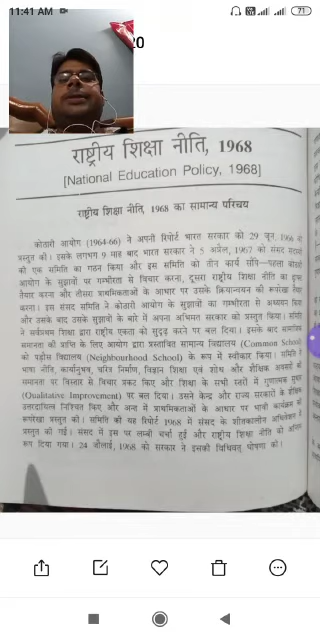 11:41 AM
71
20
राष्ट्रीय शिक्षा नीति, 1968
[National Education Policy, 1968]
राष्ट्रीय शिक्षा नीति, 1968 का सामान्य परिचय
कोठारी आयोग (1964-66) ने अपनी रिपोर्ट भारत सरकार को 29 जून, 1966 को
प्रस्तुत की। इसके लगभग 9 माह बाद भारत सरकार ने 5 अप्रैल, 1967 को संसद सदस्यों
की एक समिति का गठन किया और इस समिति को तीन कार्य सौंपे—पहला कोठारी
आयोग के सुझावों पर गम्भीरता से विचार करना, दूसरा राष्ट्रीय शिक्षा नीति का ड्राफ्ट
तैयार करना और तीसरा प्राथमिकताओं के आधार पर उसके क्रियान्वयन की रूपरेखा तैयार
करना। इस संसद समिति ने कोठारी आयोग के सुझावों का गम्भीरता से अध्ययन किया
और उसके बाद उसके सुझावों के बारे में अपना अभिमत सरकार को प्रस्तुत किया। समिति
ने सर्वप्रथम शिक्षा द्वारा राष्ट्रीय एकता को सुदृढ़ करने पर बल दिया। इसके बाद सामाजिक
समानता की प्राप्ति के लिए आयोग द्वारा प्रस्तावित सामान्य विद्यालय (Common School)
को पड़ौस विद्यालय (Neighbourhood School) के रूप में स्वीकार किया। समिति ने
भाषा नीति, कार्यानुभव, चरित्र निर्माण, विज्ञान शिक्षा एवं शोध और शैक्षिक अवसरों की
समानता पर विस्तार से विचार प्रकट किए और शिक्षा के सभी स्तरों में गुणात्मक सुधार
(Qualitative Improvement) पर बल दिया। उसने केन्द्र और राज्य सरकारों के शैक्षिक
उत्तरदायित्व निश्चित किए और अन्त में प्राथमिकताओं के आधार पर भावी कार्यक्रम की
रूपरेखा प्रस्तुत की। समिति की यह रिपोर्ट 1968 में संसद के शीतकालीन अधिवेशन में
प्रस्तुत की गई। संसद में इस पर लम्बी चर्चा हुई और राष्ट्रीय शिक्षा नीति को अन्तिम
रूप दिया गया। 24 जौलाई, 1968 को सरकार ने इसकी विधिवत् घोषणा की।